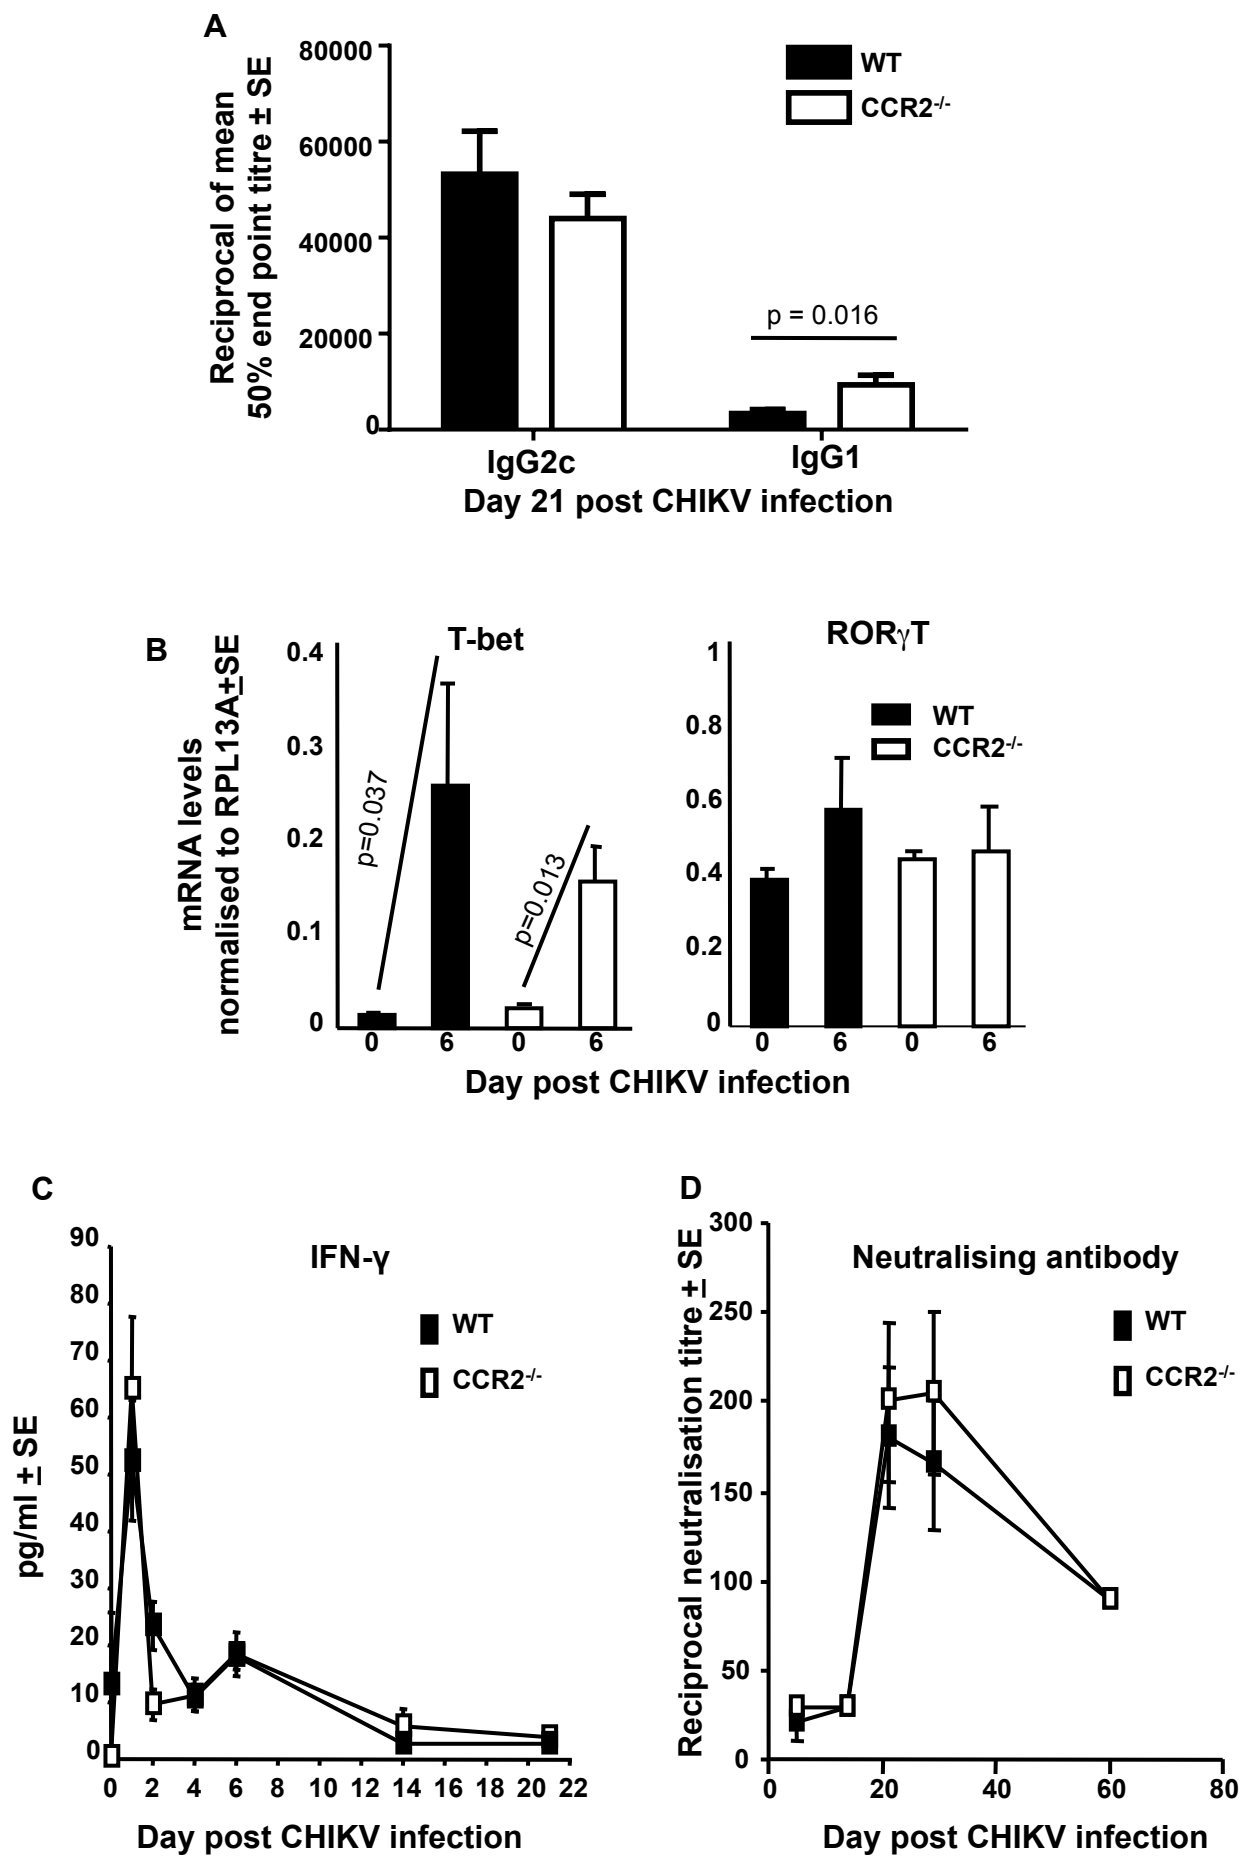 A
Reciprocal of mean
50% end point titre ± SE
80000
60000
40000
20000
0
WT
CCR2-/-
p = 0.016
IgG2c
IgG1
Day 21 post CHIKV infection
B
mRNA levels
normalised to RPL13A±SE
T-bet
0.4
0.3
0.2
0.1
0
p=0.037
p=0.013
0 6 0 6
RORγT
1
0.8
0.6
0.4
0.2
0
WT
CCR2-/-
0 6 0 6
Day post CHIKV infection
C
pg/ml ± SE
90
80
70
60
50
40
30
20
10
0
IFN-γ
WT
CCR2-/-
0 2 4 6 8 10 12 14 16 18 20 22
Day post CHIKV infection
D
Reciprocal neutralisation titre ± SE
300
250
200
150
100
50
0
Neutralising antibody
WT
CCR2-/-
0 20 40 60 80
Day post CHIKV infection